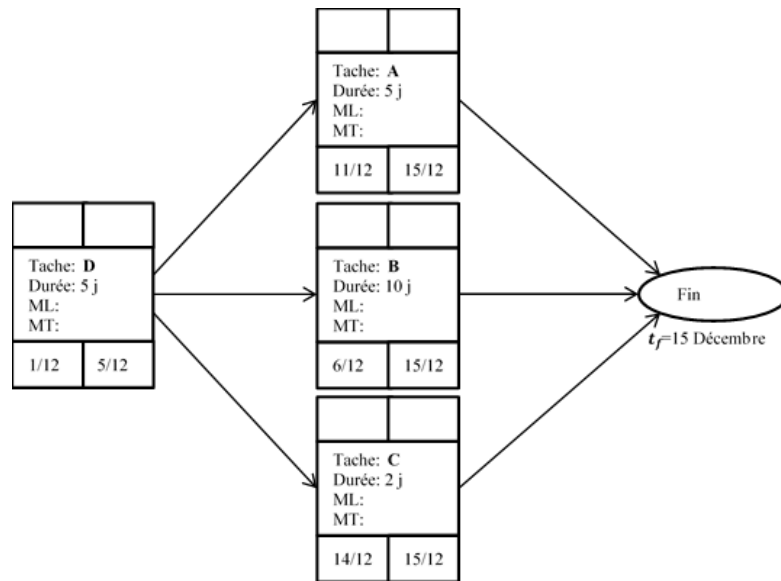 Tache: A
Durée: 5 j
ML:
MT:
11/12 15/12
Tache: D
Durée: 5 j
ML:
MT:
1/12 5/12
Tache: B
Durée: 10 j
ML:
MT:
6/12 15/12
Fin
t_f=15 Décembre
Tache: C
Durée: 2 j
ML:
MT:
14/12 15/12